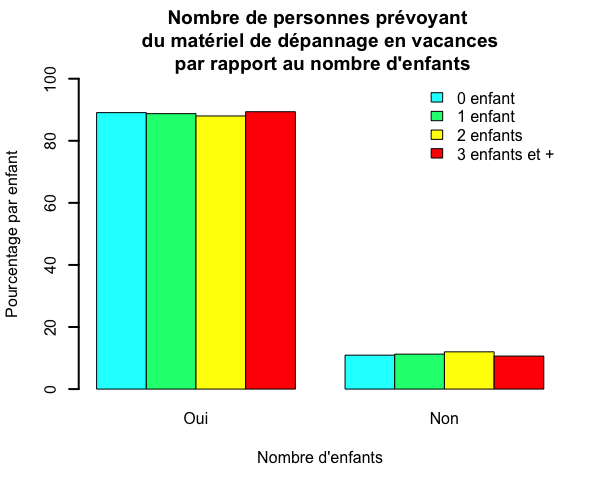 Nombre de personnes prévoyant
du matériel de dépannage en vacances
par rapport au nombre d'enfants
0 enfant
1 enfant
2 enfants
3 enfants et +
Pourcentage par enfant
100
80
60
40
20
0
Oui
Non
Nombre d'enfants